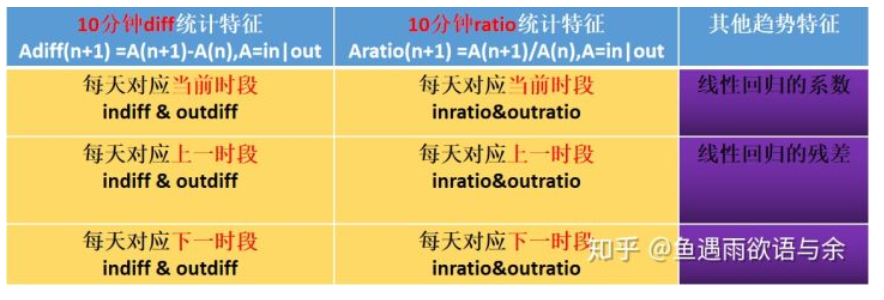 10分钟diff统计特征
Adiff(n+1) =A(n+1)-A(n),A=in|out
10分钟ratio统计特征
Aratio(n+1) =A(n+1)/A(n),A=in|out
其他趋势特征
每天对应当前时段
indiff & outdiff
每天对应当前时段
inratio&outratio
线性回归的系数
每天对应上一时段
indiff & outdiff
每天对应上一时段
inratio&outratio
线性回归的残差
每天对应下一时段
indiff & outdiff
每天对应下一时段
inratio&outratio
知乎 @鱼遇雨欲语与余